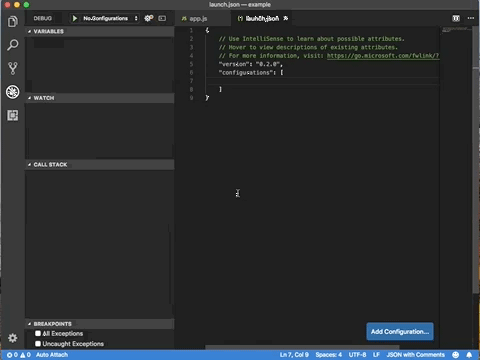 launch.json — example
DEBUG
No Configurations
app.js
launch.json
VARIABLES
WATCH
CALL STACK
BREAKPOINTS
All Exceptions
Uncaught Exceptions
1 {
2 // Use IntelliSense to learn about possible attributes.
3 // Hover to view descriptions of existing attributes.
4 // For more information, visit: https://go.microsoft.com/fwlink/?
5 "version": "0.2.0",
6 "configurations": [
7
8 ]
9 }
Add Configuration...
0 0
Auto Attach
Ln 7, Col 9
Spaces: 4
UTF-8
LF
JSON with Comments